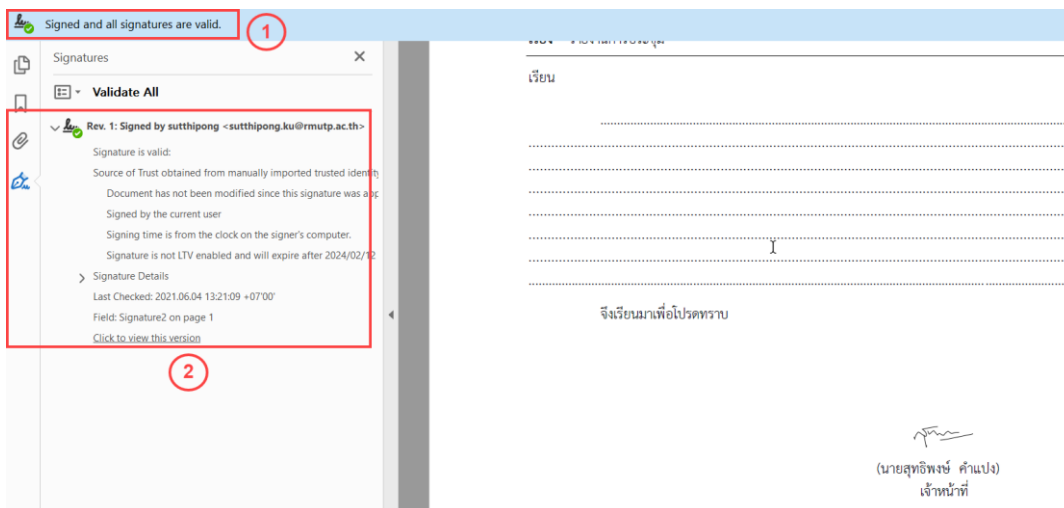 Signed and all signatures are valid.
1
Signatures
Validate All
Rev. 1: Signed by sutthipong <sutthipong.ku@rmutp.ac.th>
Signature is valid:
Source of Trust obtained from manually imported trusted identity
Document has not been modified since this signature was app
Signed by the current user
Signing time is from the clock on the signer's computer.
Signature is not LTV enabled and will expire after 2024/02/12
Signature Details
Last Checked: 2021.06.04 13:21:09 +07'00'
Field: Signature2 on page 1
Click to view this version
2
เรียน
จึงเรียนมาเพื่อโปรดทราบ
(นายสุทธิพงษ์ คำแปง)
เจ้าหน้าที่